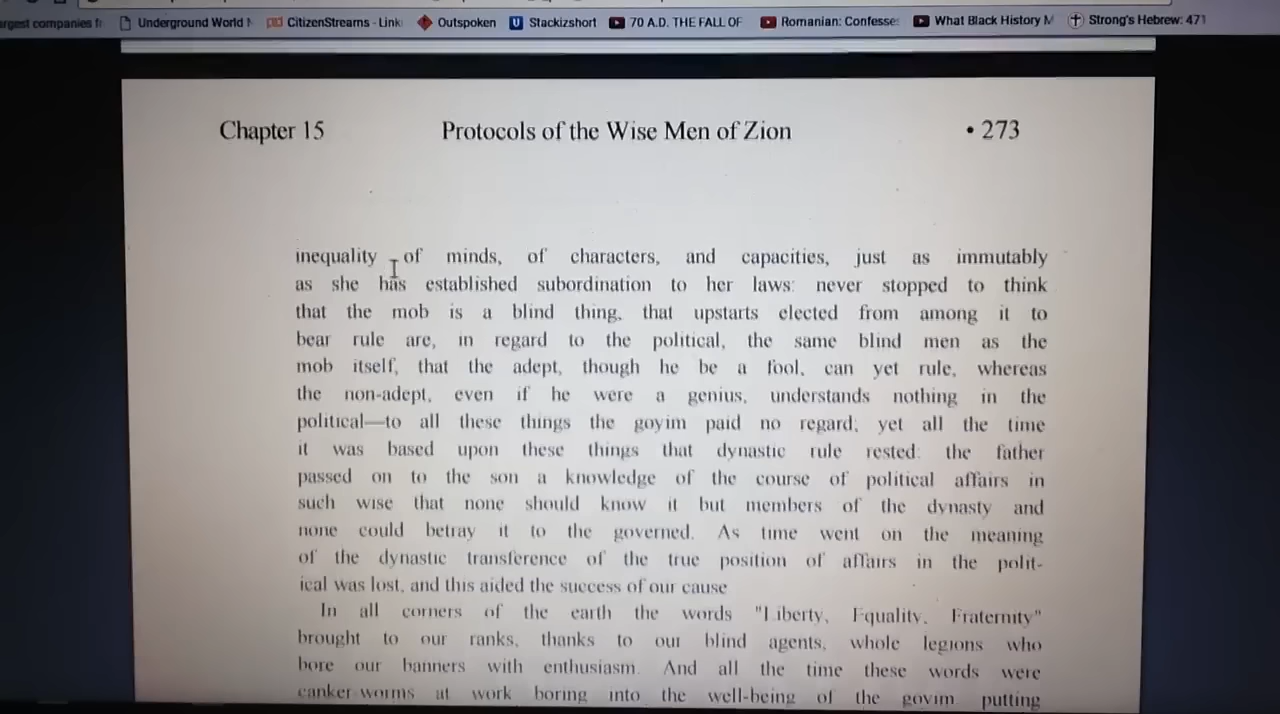 argest companies fr Underground World N CitizenStreams - Link Outspoken Stackizshort 70 A.D. THE FALL OF Romanian: Confesse What Black History M Strong's Hebrew: 471
Chapter 15 Protocols of the Wise Men of Zion • 273
inequality of minds, of characters, and capacities, just as immutably
as she has established subordination to her laws: never stopped to think
that the mob is a blind thing, that upstarts elected from among it to
bear rule are, in regard to the political, the same blind men as the
mob itself, that the adept, though he be a fool, can yet rule, whereas
the non-adept, even if he were a genius, understands nothing in the
political—to all these things the goyim paid no regard; yet all the time
it was based upon these things that dynastic rule rested: the father
passed on to the son a knowledge of the course of political affairs in
such wise that none should know it but members of the dynasty and
none could betray it to the governed. As time went on the meaning
of the dynastic transference of the true position of affairs in the polit-
ical was lost, and this aided the success of our cause
In all corners of the earth the words "Liberty, Equality, Fraternity"
brought to our ranks, thanks to our blind agents, whole legions who
bore our banners with enthusiasm. And all the time these words were
canker-worms at work boring into the well-being of the goyim putting